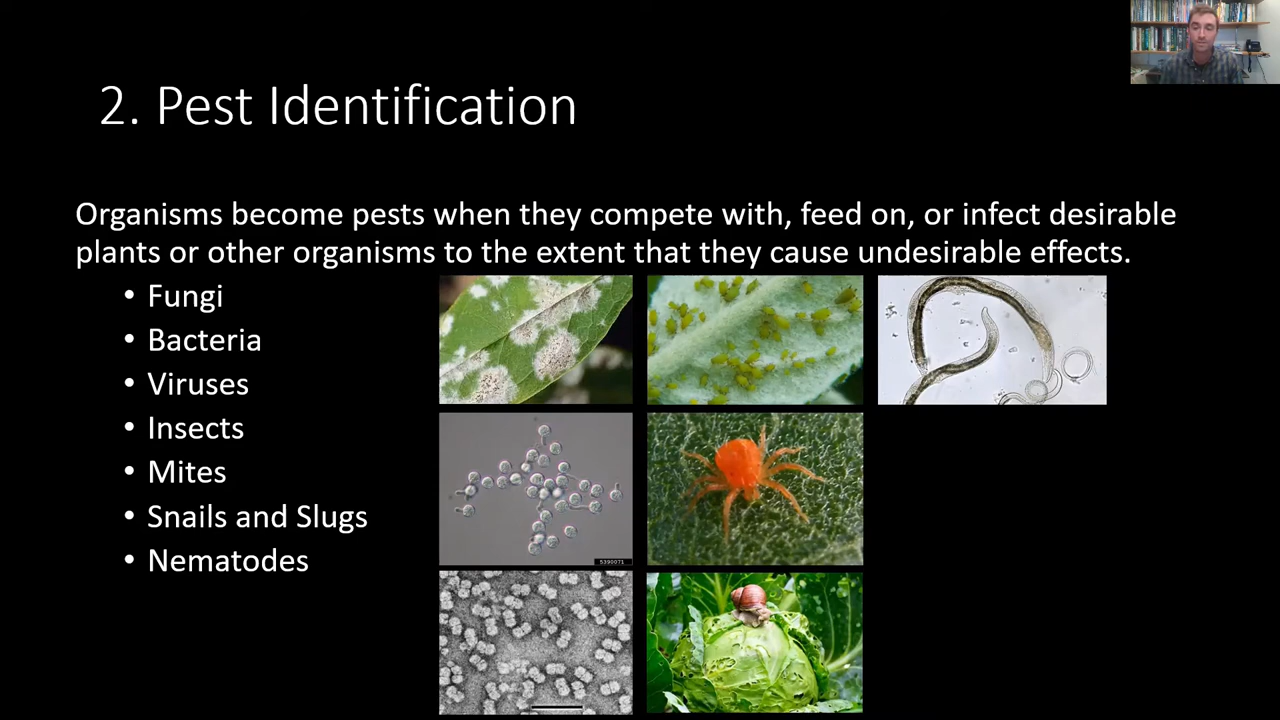 2. Pest Identification
Organisms become pests when they compete with, feed on, or infect desirable
plants or other organisms to the extent that they cause undesirable effects.
• Fungi
• Bacteria
• Viruses
• Insects
• Mites
• Snails and Slugs
• Nematodes
5390071